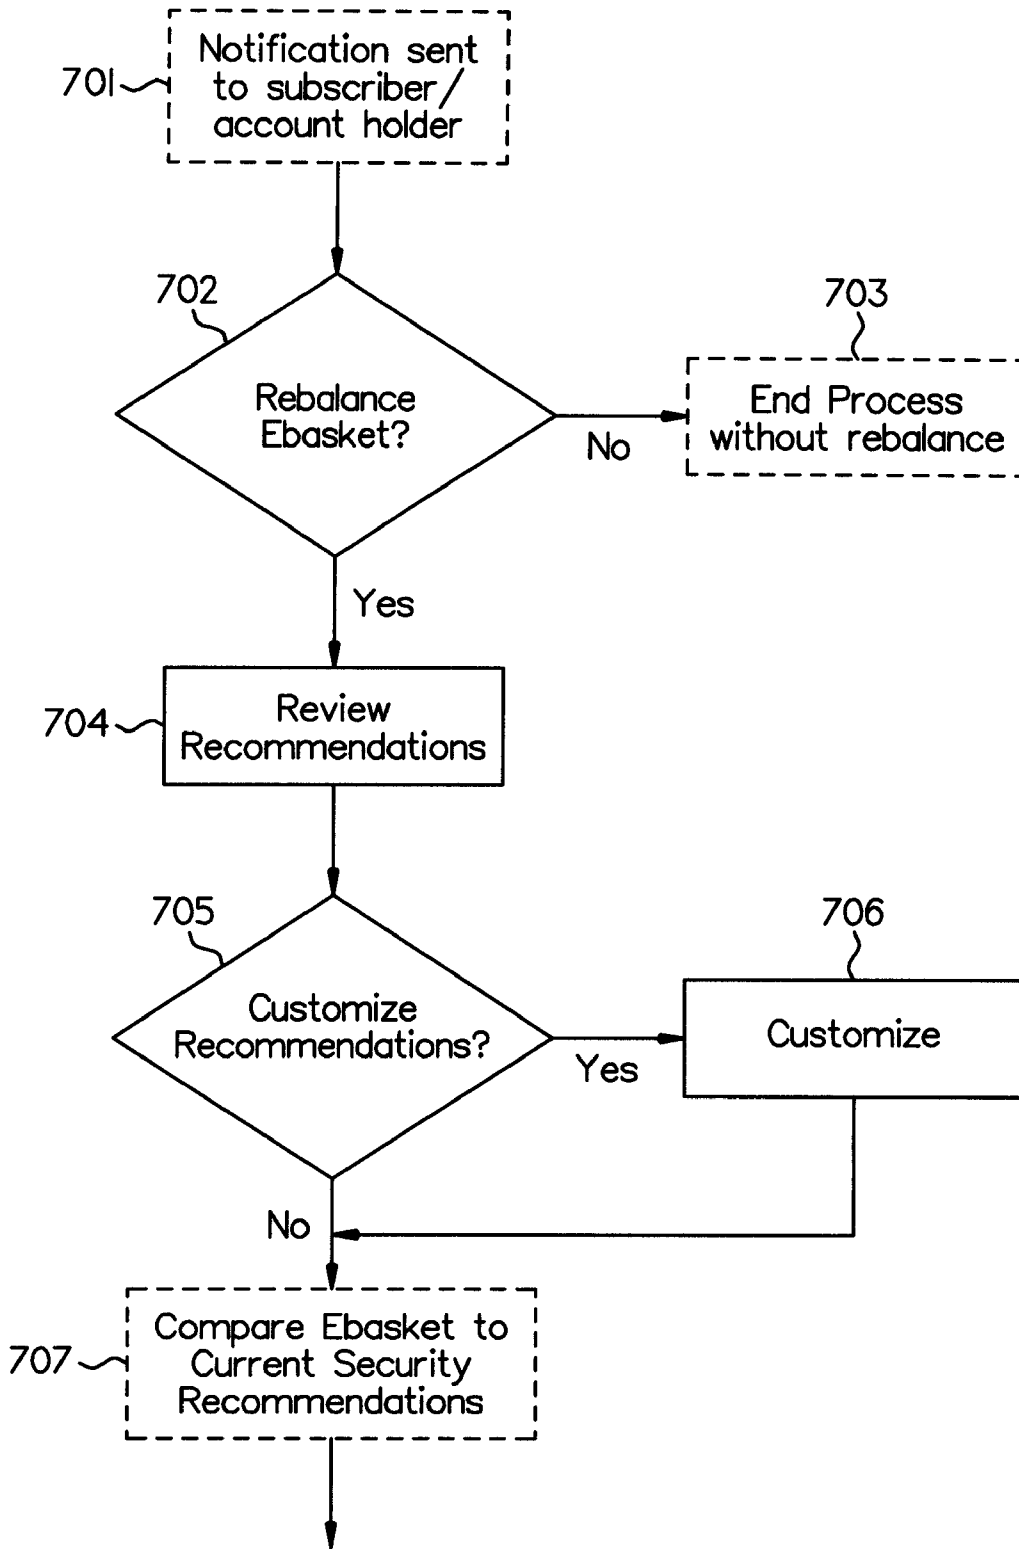 Notification sent
701
to subscriber/
account holder
702
703
Rebalance
Ebasket?
End Process
without rebalance
No
Yes
704
Review
Recommendations
705
706
Customize
Recommendations?
Customize
Yes
No
707
Compare Ebasket to
Current Security
Recommendations